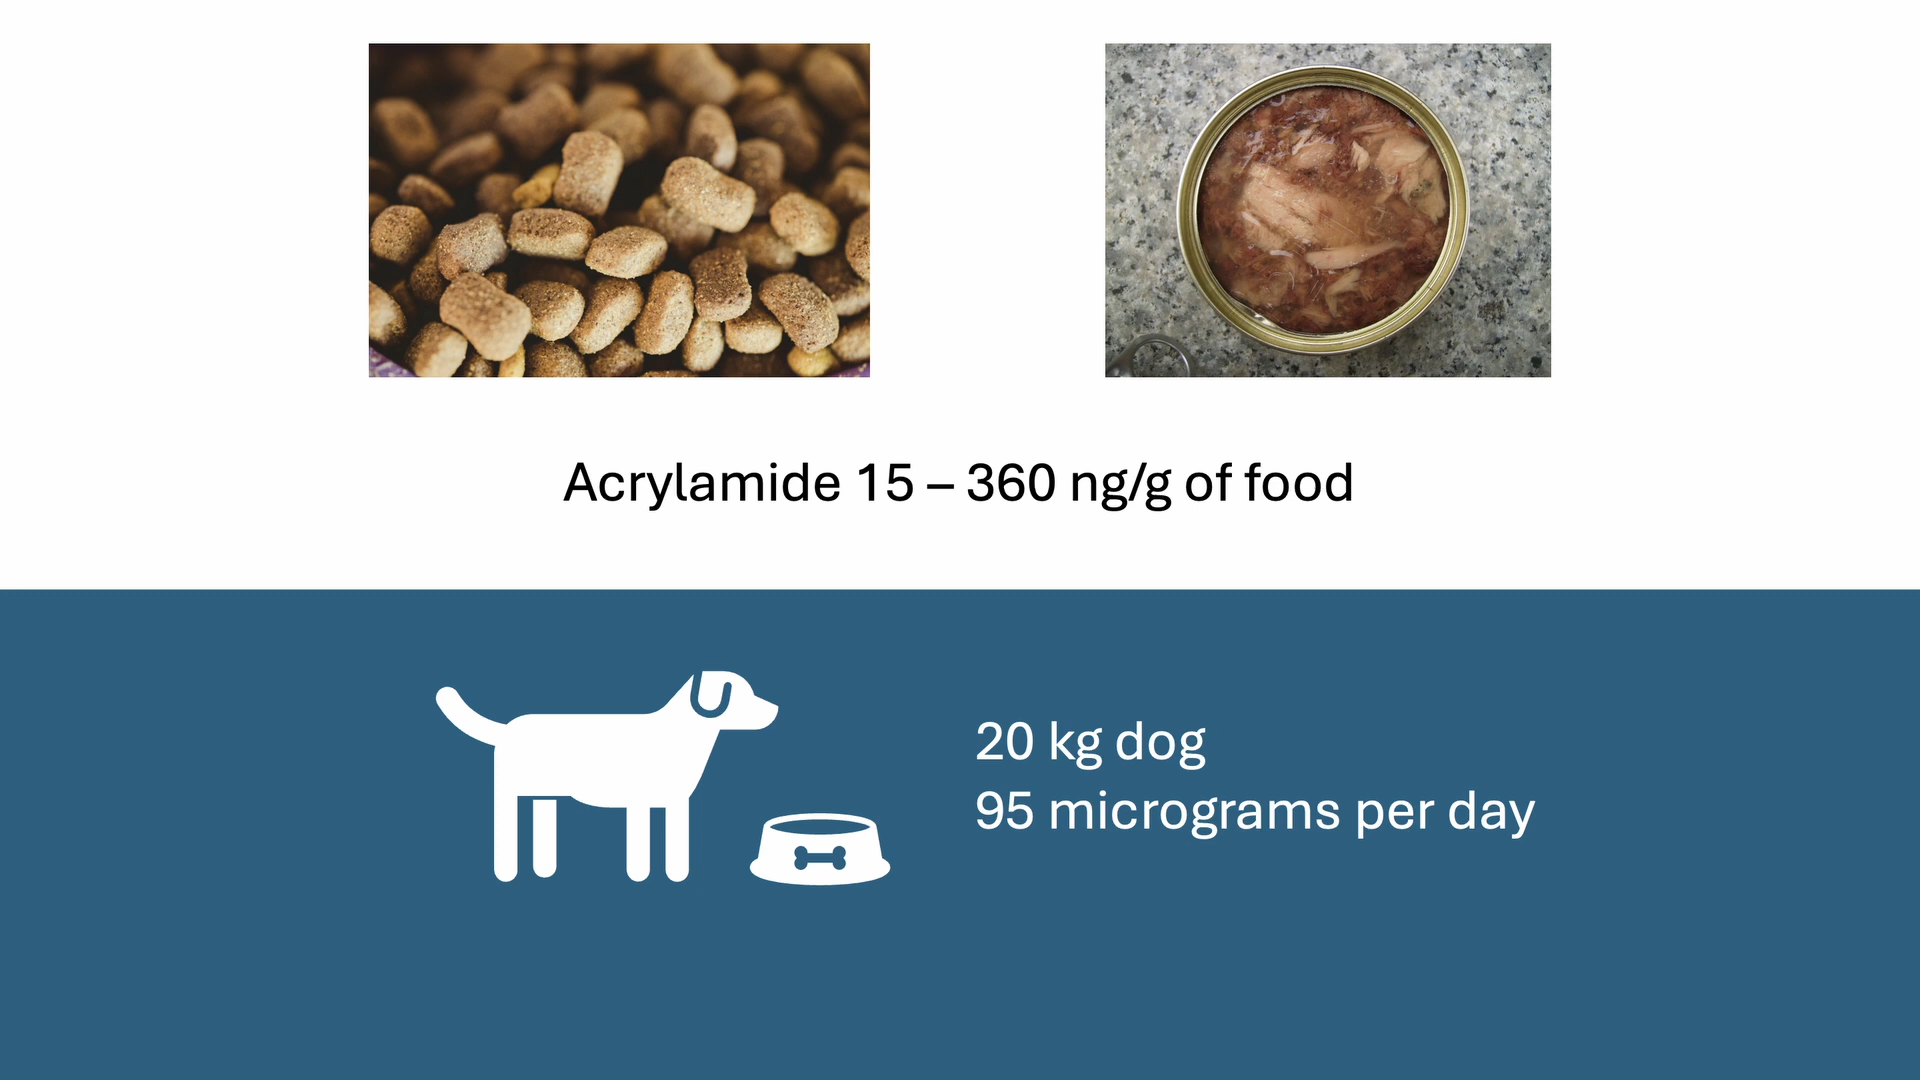 Acrylamide 15 – 360 ng/g of food
20 kg dog
95 micrograms per day